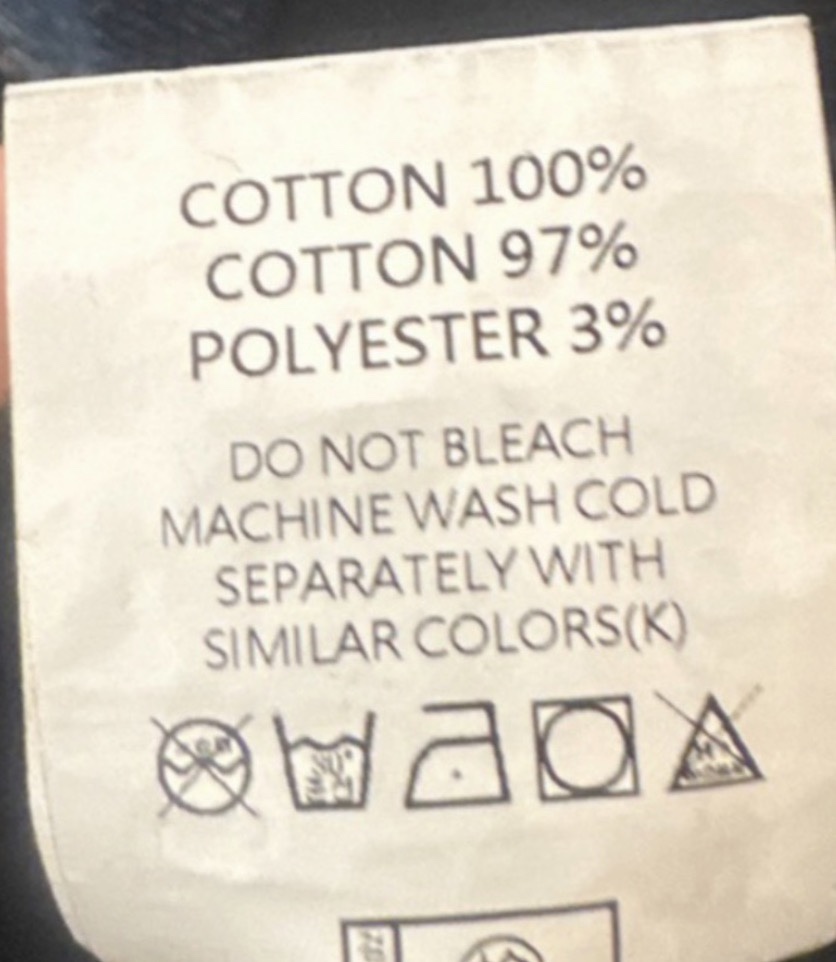 COTTON 100%
COTTON 97%
POLYESTER 3%
DO NOT BLEACH
MACHINE WASH COLD
SEPARATELY WITH
SIMILAR COLORS(K)